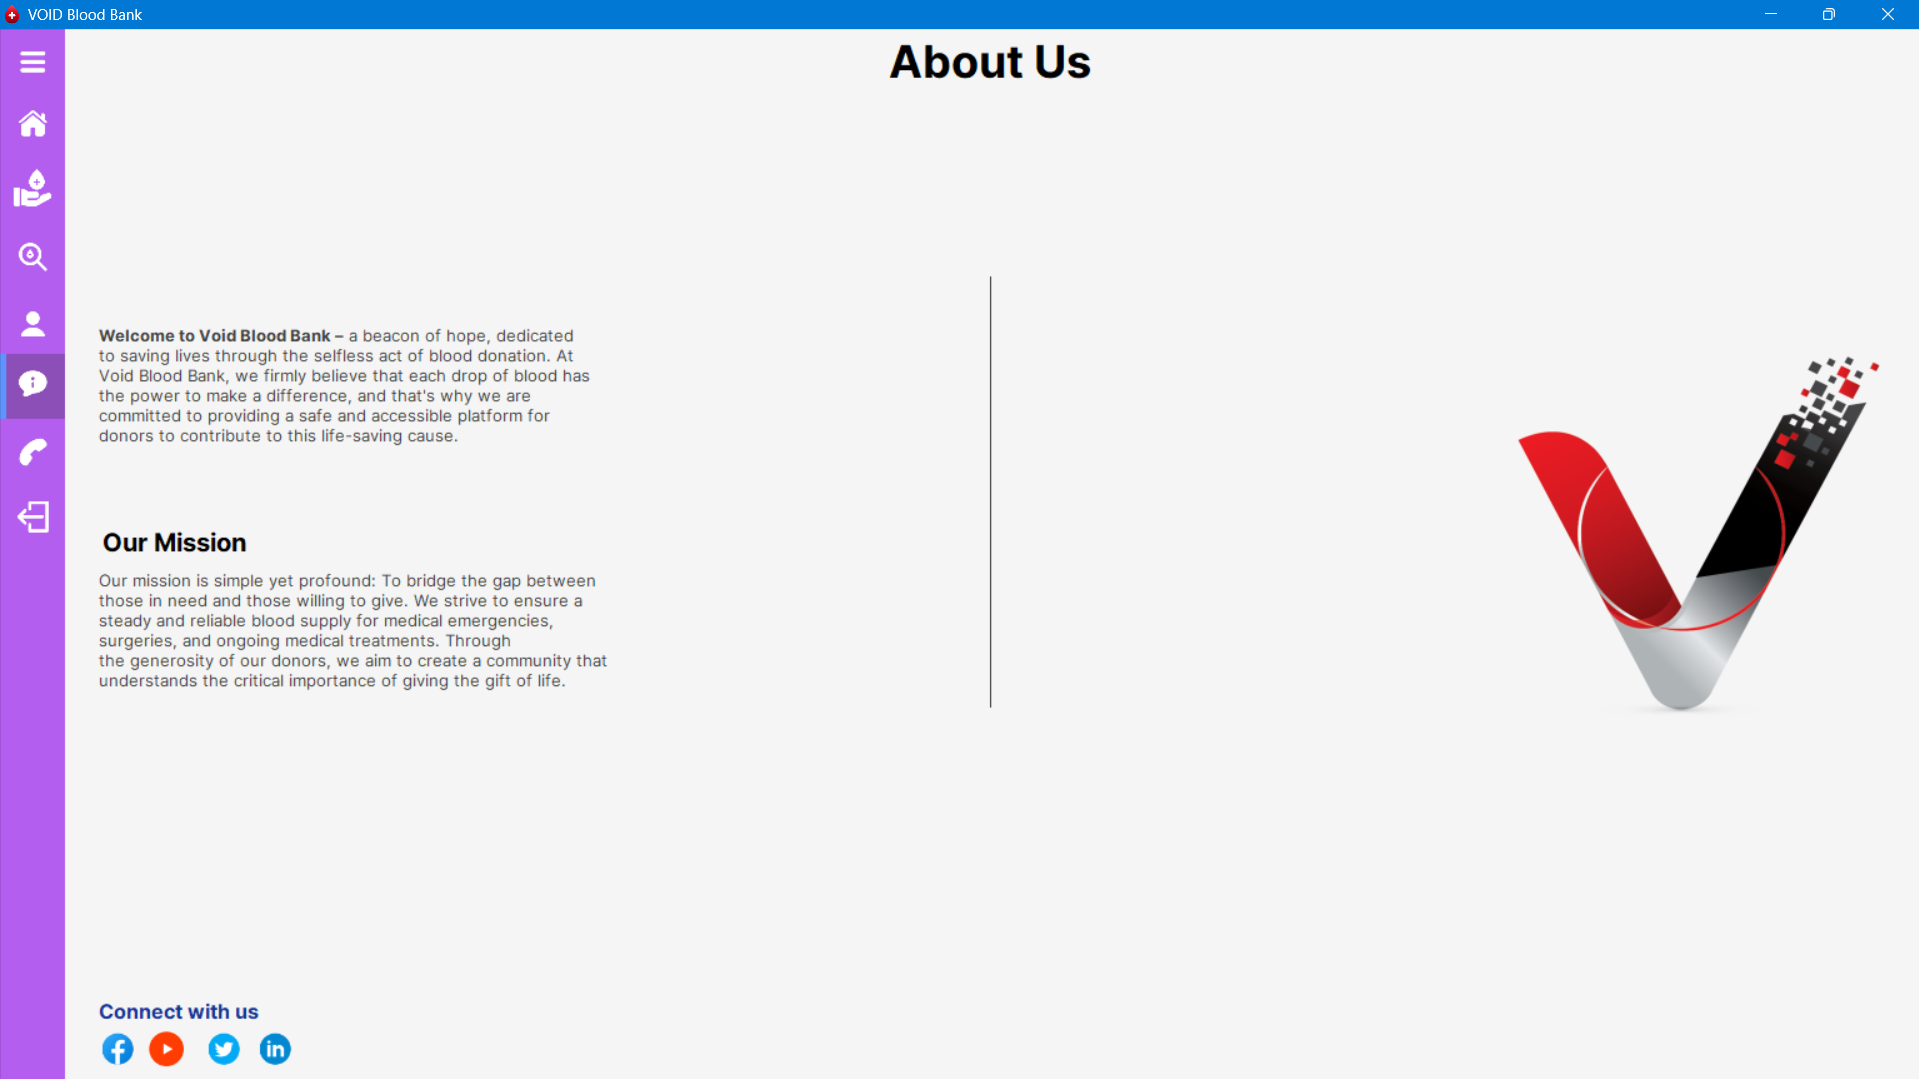 VOID Blood Bank
About Us
Welcome to Void Blood Bank – a beacon of hope, dedicated
to saving lives through the selfless act of blood donation. At
Void Blood Bank, we firmly believe that each drop of blood has
the power to make a difference, and that's why we are
committed to providing a safe and accessible platform for
donors to contribute to this life-saving cause.
Our Mission
Our mission is simple yet profound: To bridge the gap between
those in need and those willing to give. We strive to ensure a
steady and reliable blood supply for medical emergencies,
surgeries, and ongoing medical treatments. Through
the generosity of our donors, we aim to create a community that
understands the critical importance of giving the gift of life.
Connect with us